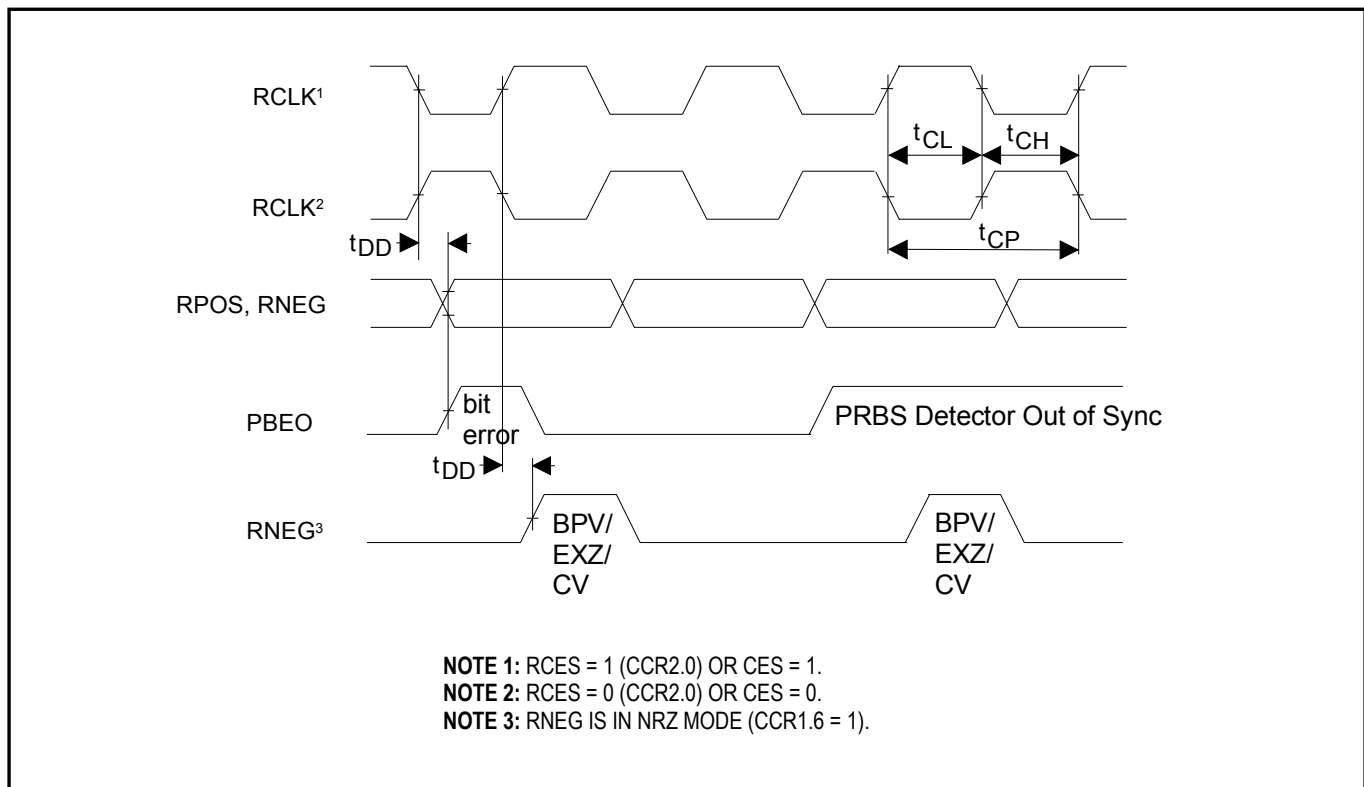 RCLK¹
tCL
tCH
RCLK²
tCP
tDD
RPOS, RNEG
PBEO
bit
error
PRBS Detector Out of Sync
tDD
RNEG³
BPV/
EXZ/
CV
BPV/
EXZ/
CV
NOTE 1: RCES = 1 (CCR2.0) OR CES = 1.
NOTE 2: RCES = 0 (CCR2.0) OR CES = 0.
NOTE 3: RNEG IS IN NRZ MODE (CCR1.6 = 1).